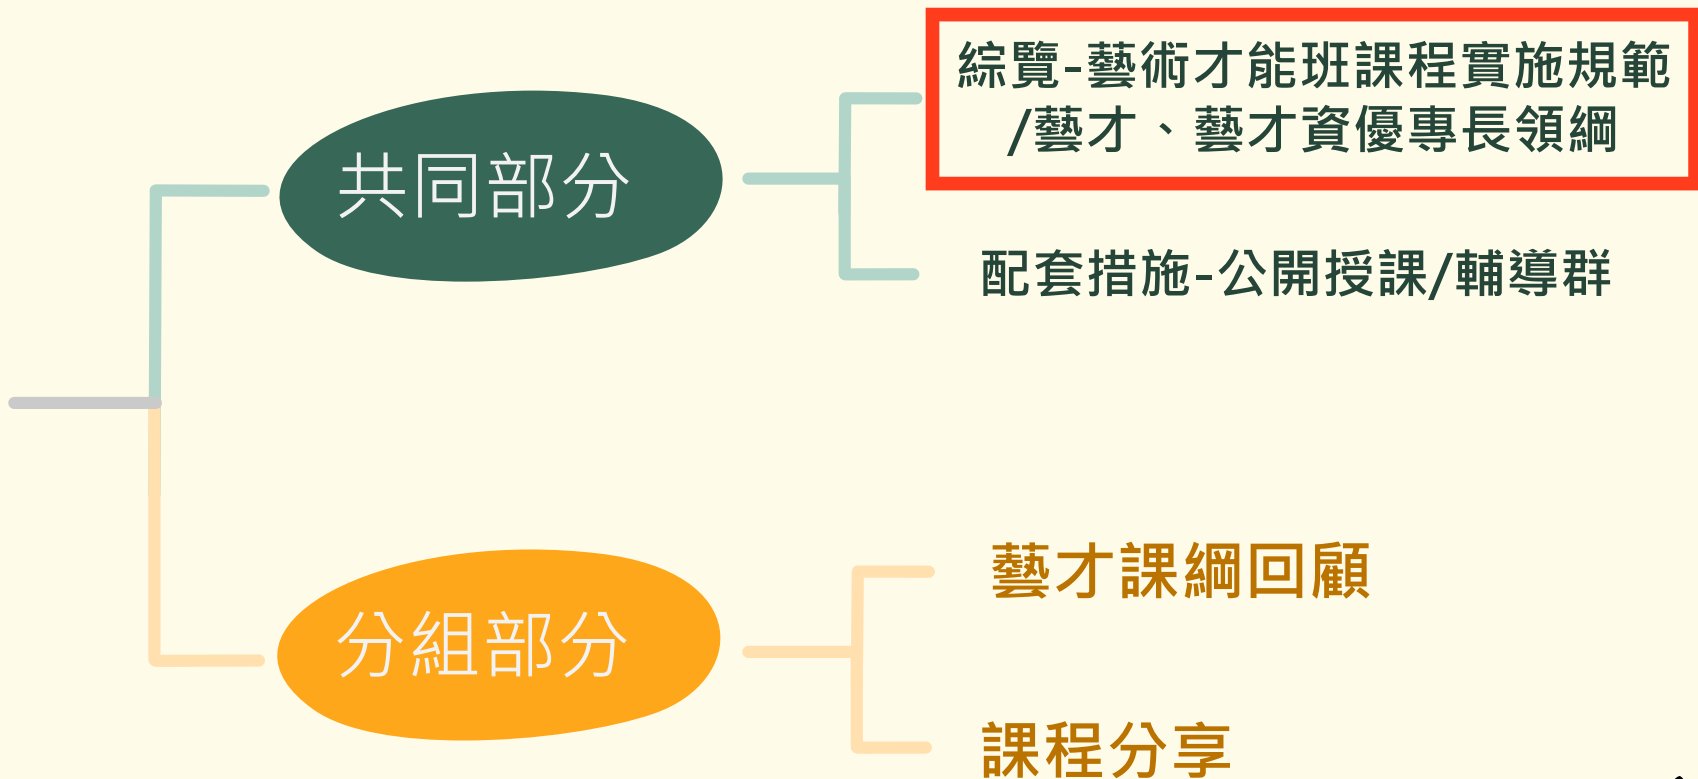 綜覽-藝術才能班課程實施規範
/藝才、藝才資優專長領綱
共同部分
配套措施-公開授課/輔導群
藝才課綱回顧
分組部分
課程分享